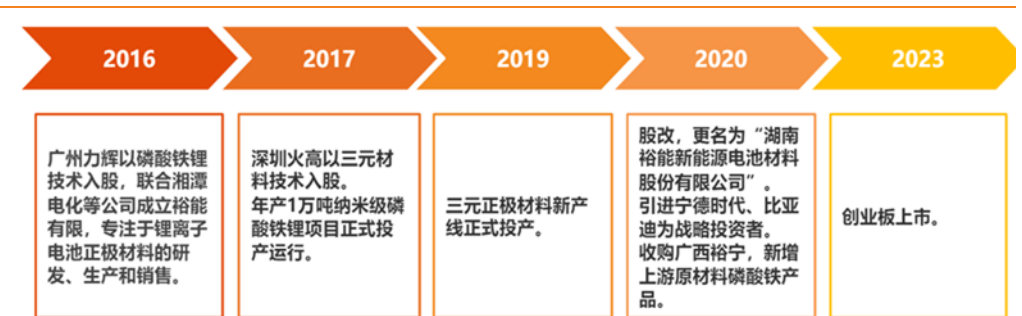 2016
2017
2019
2020
2023
广州力辉以磷酸铁锂
技术入股，联合湘潭
电化等公司成立裕能
有限，专注于锂离子
电池正极材料的研
发、生产和销售。
深圳火高以三元材
料技术入股。
年产1万吨纳米级磷
酸铁锂项目正式投
产运行。
三元正极材料新产
线正式投产。
股改，更名为“湖南
裕能新能源电池材料
股份有限公司”。
引进宁德时代、比亚
迪为战略投资者。
收购广西裕宁，新增
上游原材料磷酸铁产
品。
创业板上市。